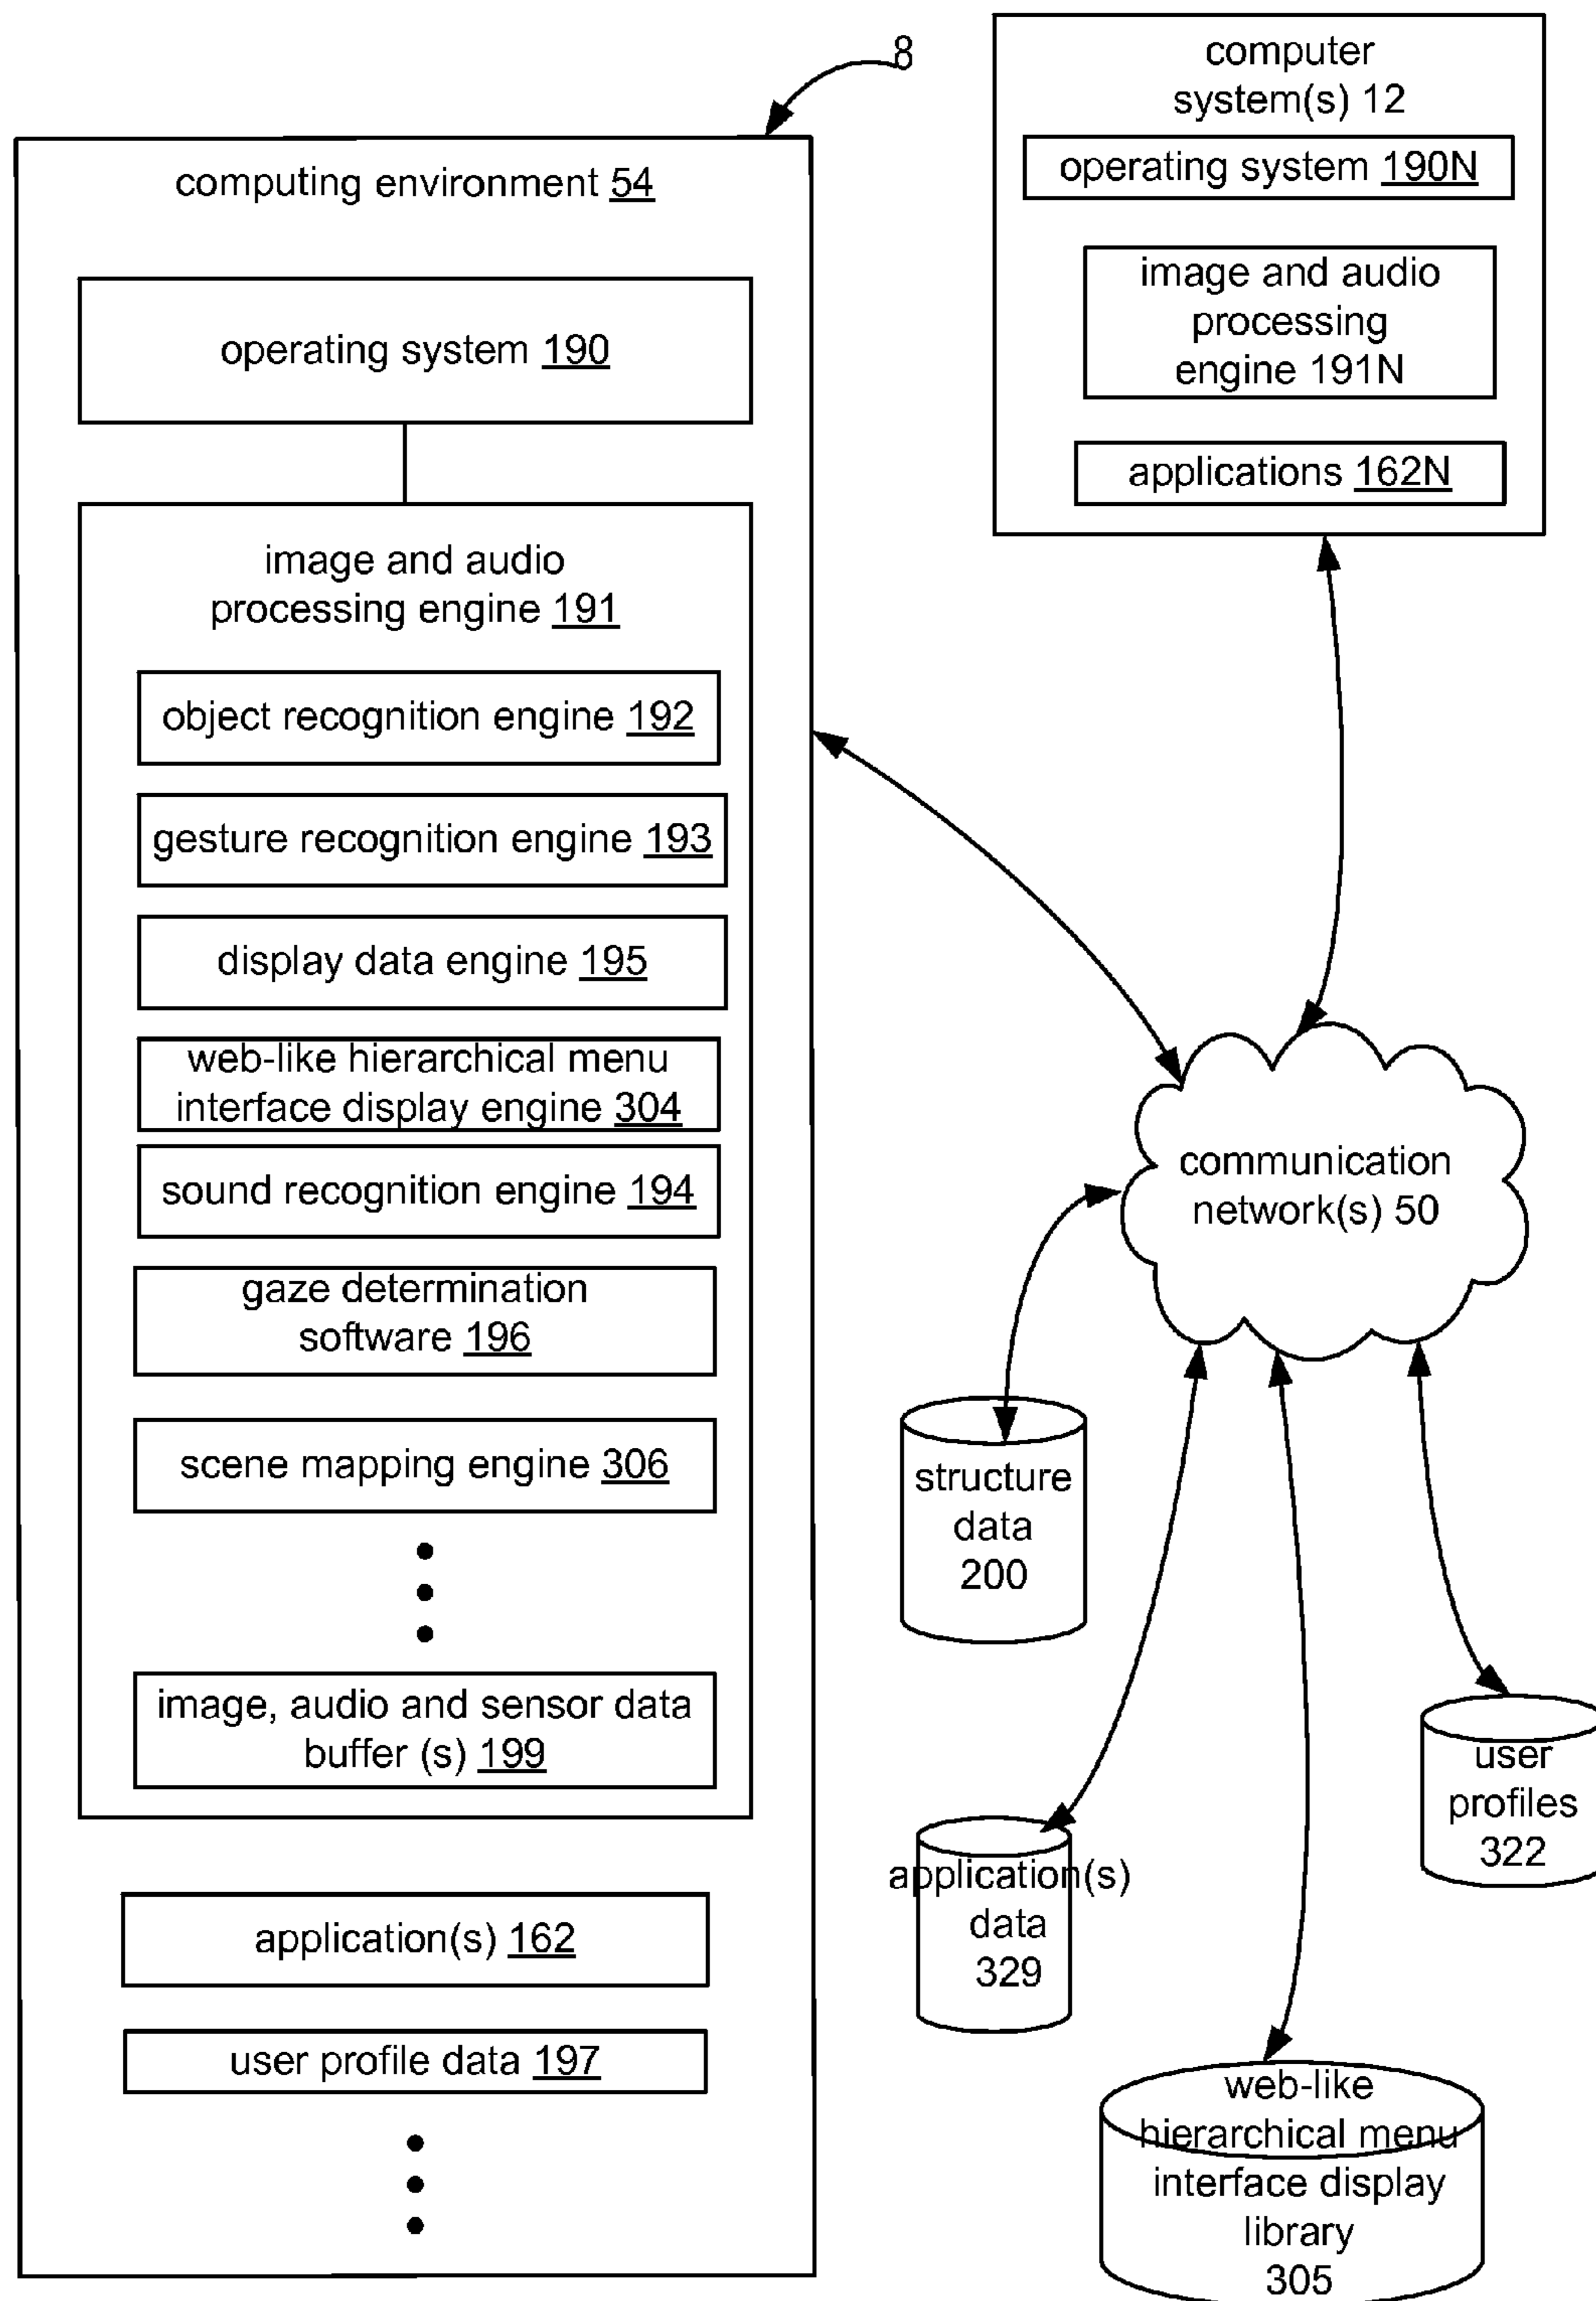 8
computing environment 54
operating system 190
image and audio
processing engine 191
object recognition engine 192
gesture recognition engine 193
display data engine 195
web-like hierarchical menu
interface display engine 304
sound recognition engine 194
gaze determination
software 196
scene mapping engine 306
image, audio and sensor data
buffer (s) 199
application(s) 162
user profile data 197
computer
system(s) 12
operating system 190N
image and audio
processing
engine 191N
applications 162N
communication
network(s) 50
structure
data
200
application(s)
data
329
user
profiles
322
web-like
hierarchical menu
interface display
library
305